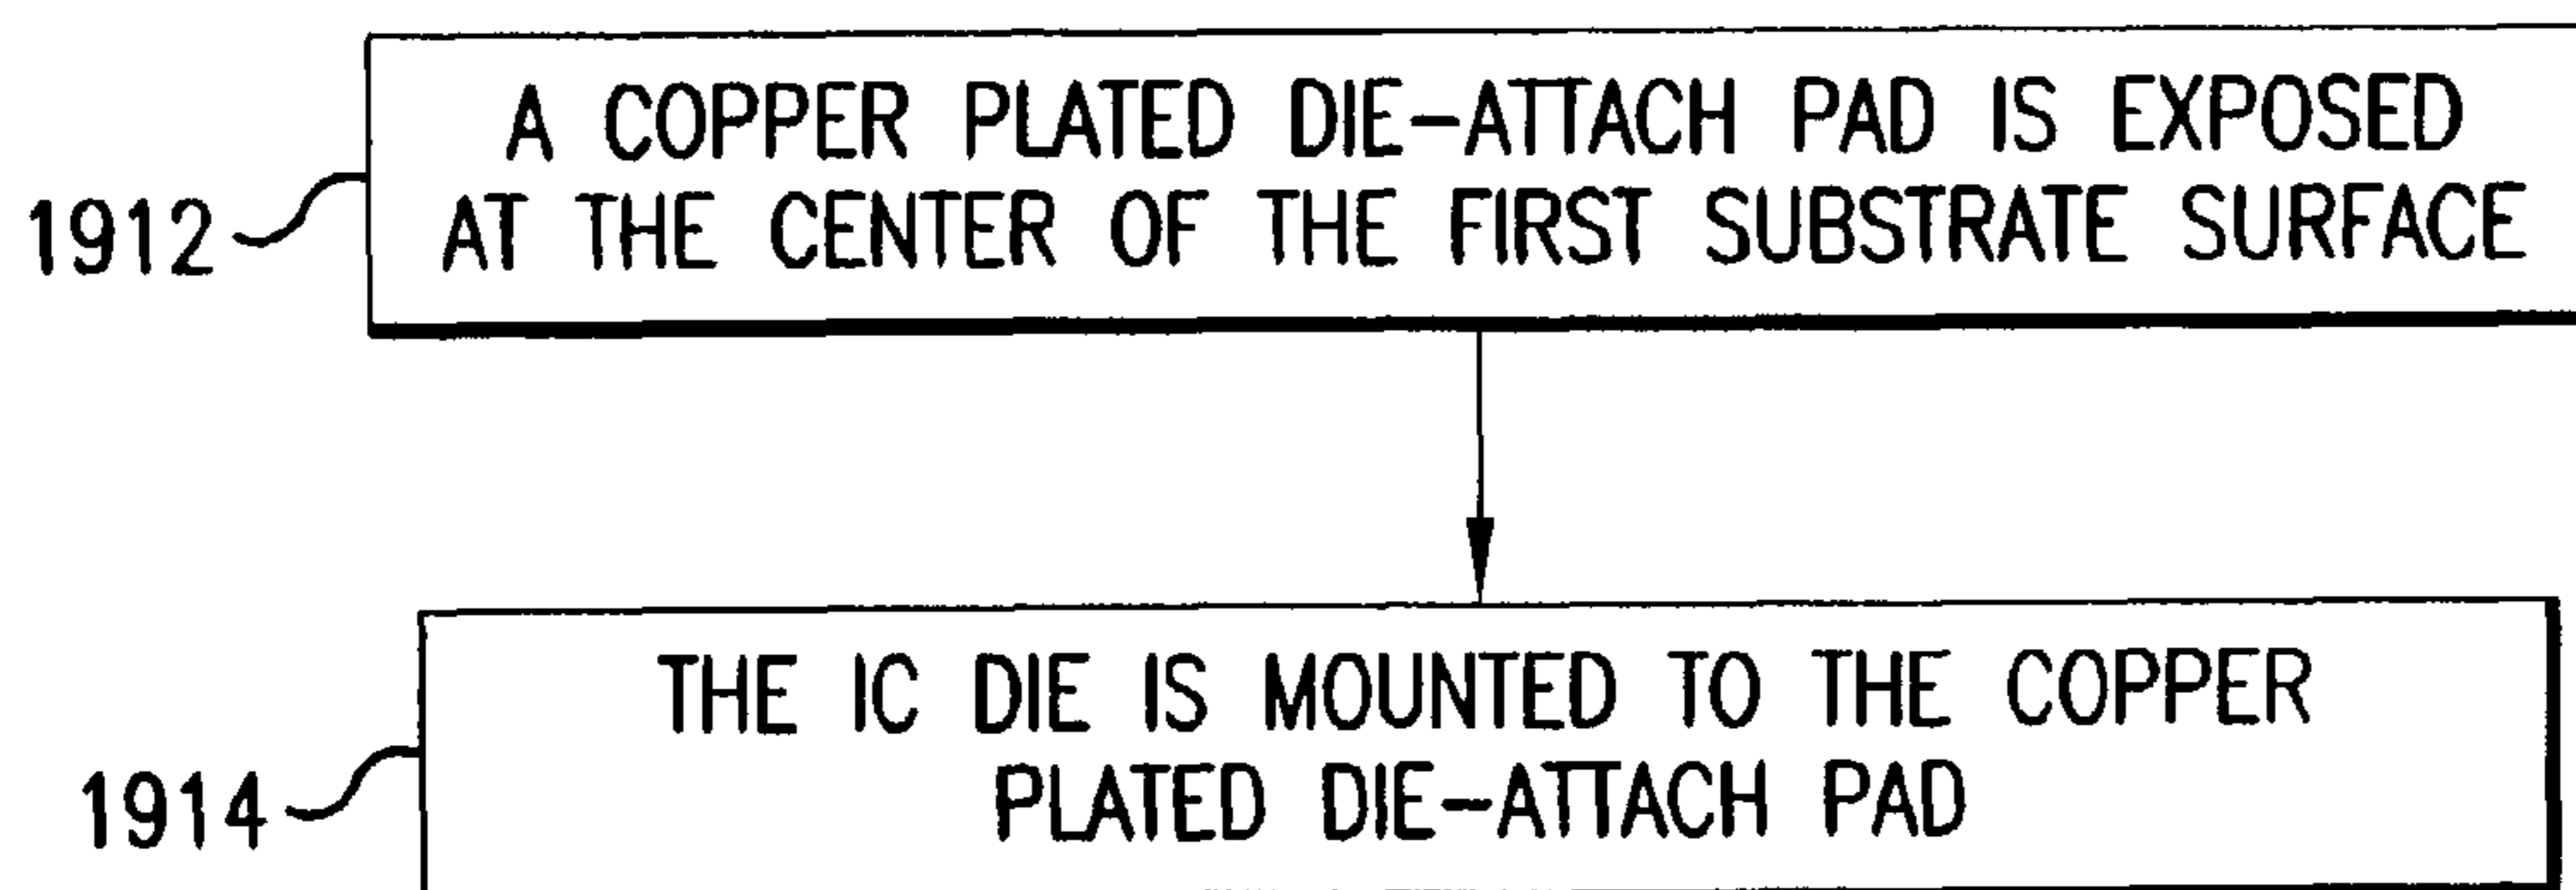 1912
A COPPER PLATED DIE-ATTACH PAD IS EXPOSED
AT THE CENTER OF THE FIRST SUBSTRATE SURFACE
1914
THE IC DIE IS MOUNTED TO THE COPPER
PLATED DIE-ATTACH PAD